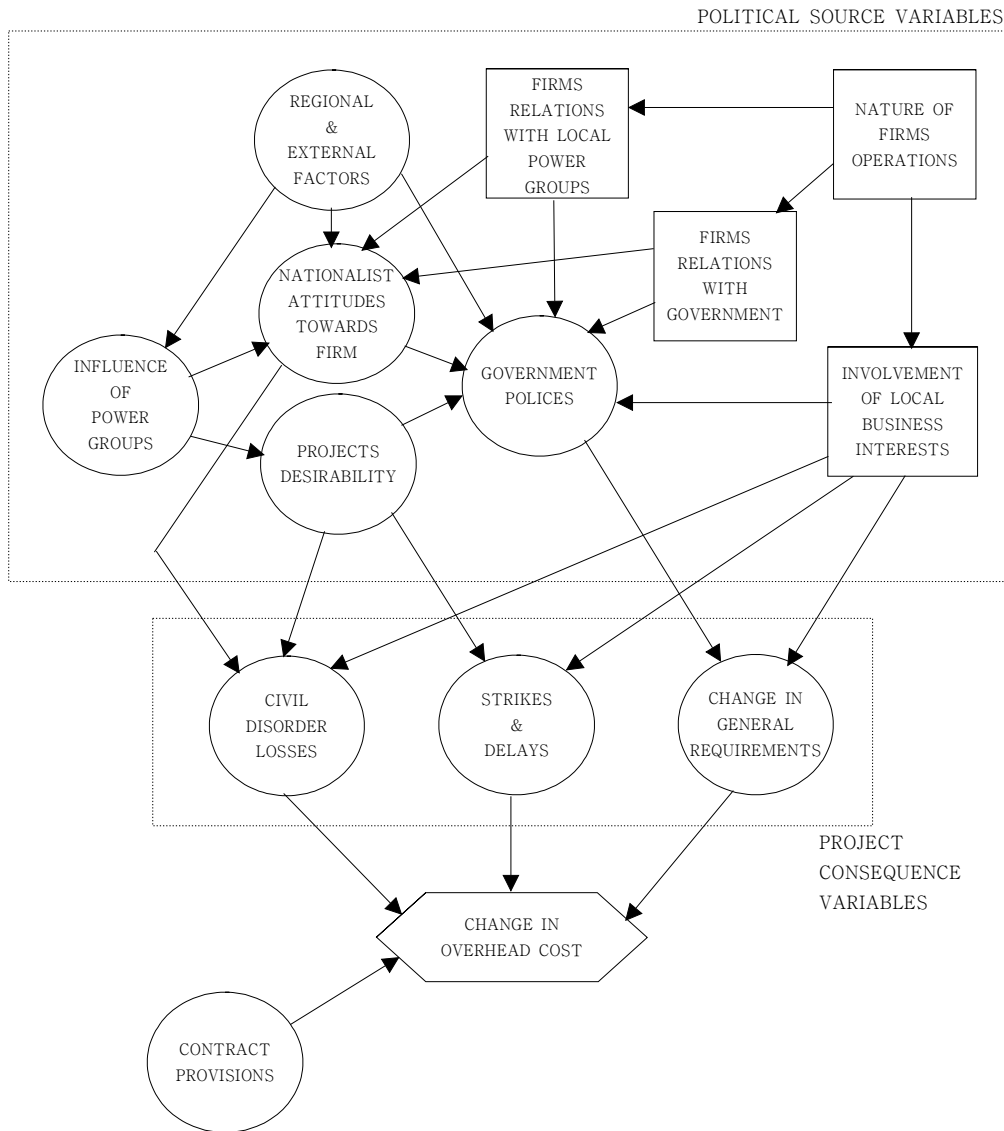 POLITICAL SOURCE VARIABLES
REGIONAL
&
EXTERNAL
FACTORS
FIRMS
RELATIONS
WITH LOCAL
POWER
GROUPS
NATURE OF
FIRMS
OPERATIONS
FIRMS
RELATIONS
WITH
GOVERNMENT
NATIONALIST
ATTITUDES
TOWARDS
FIRM
INFLUENCE
OF
POWER
GROUPS
GOVERNMENT
POLICES
INVOLVEMENT
OF LOCAL
BUSINESS
INTERESTS
PROJECTS
DESIRABILITY
CIVIL
DISORDER
LOSSES
STRIKES
&
DELAYS
CHANGE IN
GENERAL
REQUIREMENTS
PROJECT
CONSEQUENCE
VARIABLES
CHANGE IN
OVERHEAD COST
CONTRACT
PROVISIONS